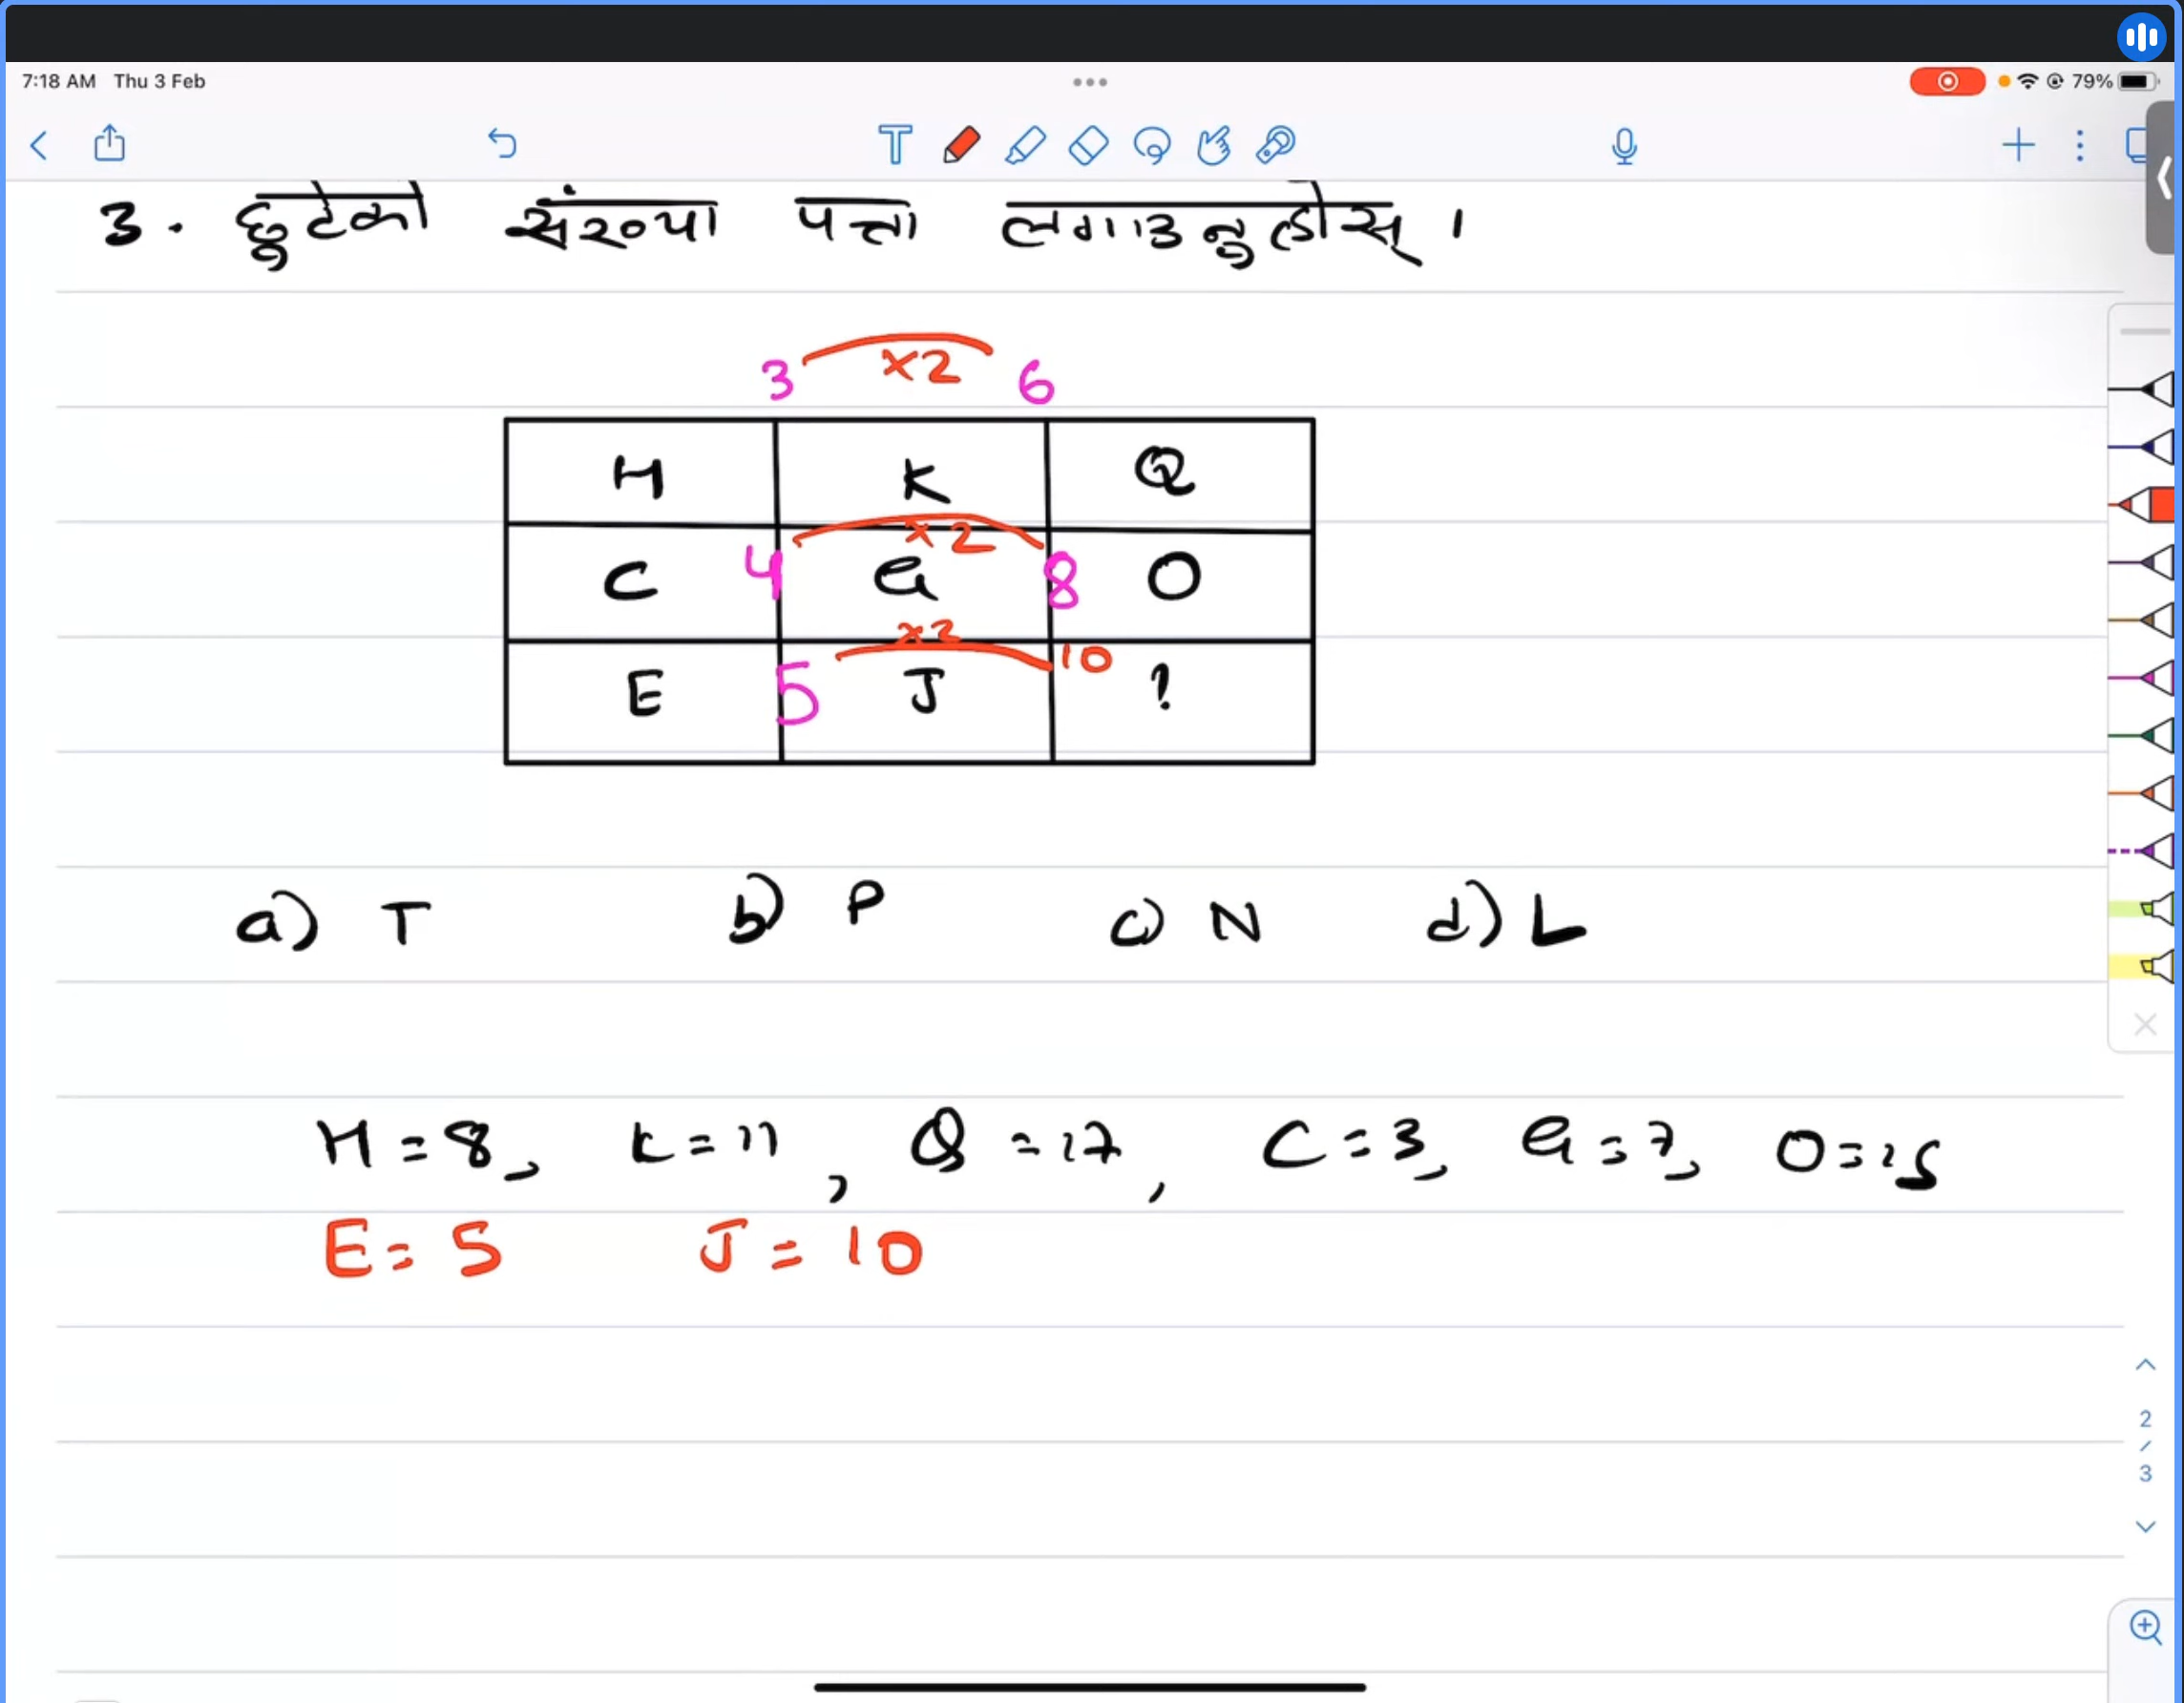 7:18 AM Thu 3 Feb
79%
3. छुटेको संख्या पत्ता लगाउनुहोस् ।
3 ×2 6
H K Q
×2
C 4 G 8 O
×2
E 5 J 10 ?
a) T b) P c) N d) L
H = 8, K = 11, Q = 17, C = 3, G = 7, O = 15
E = 5 J = 10
2
/
3